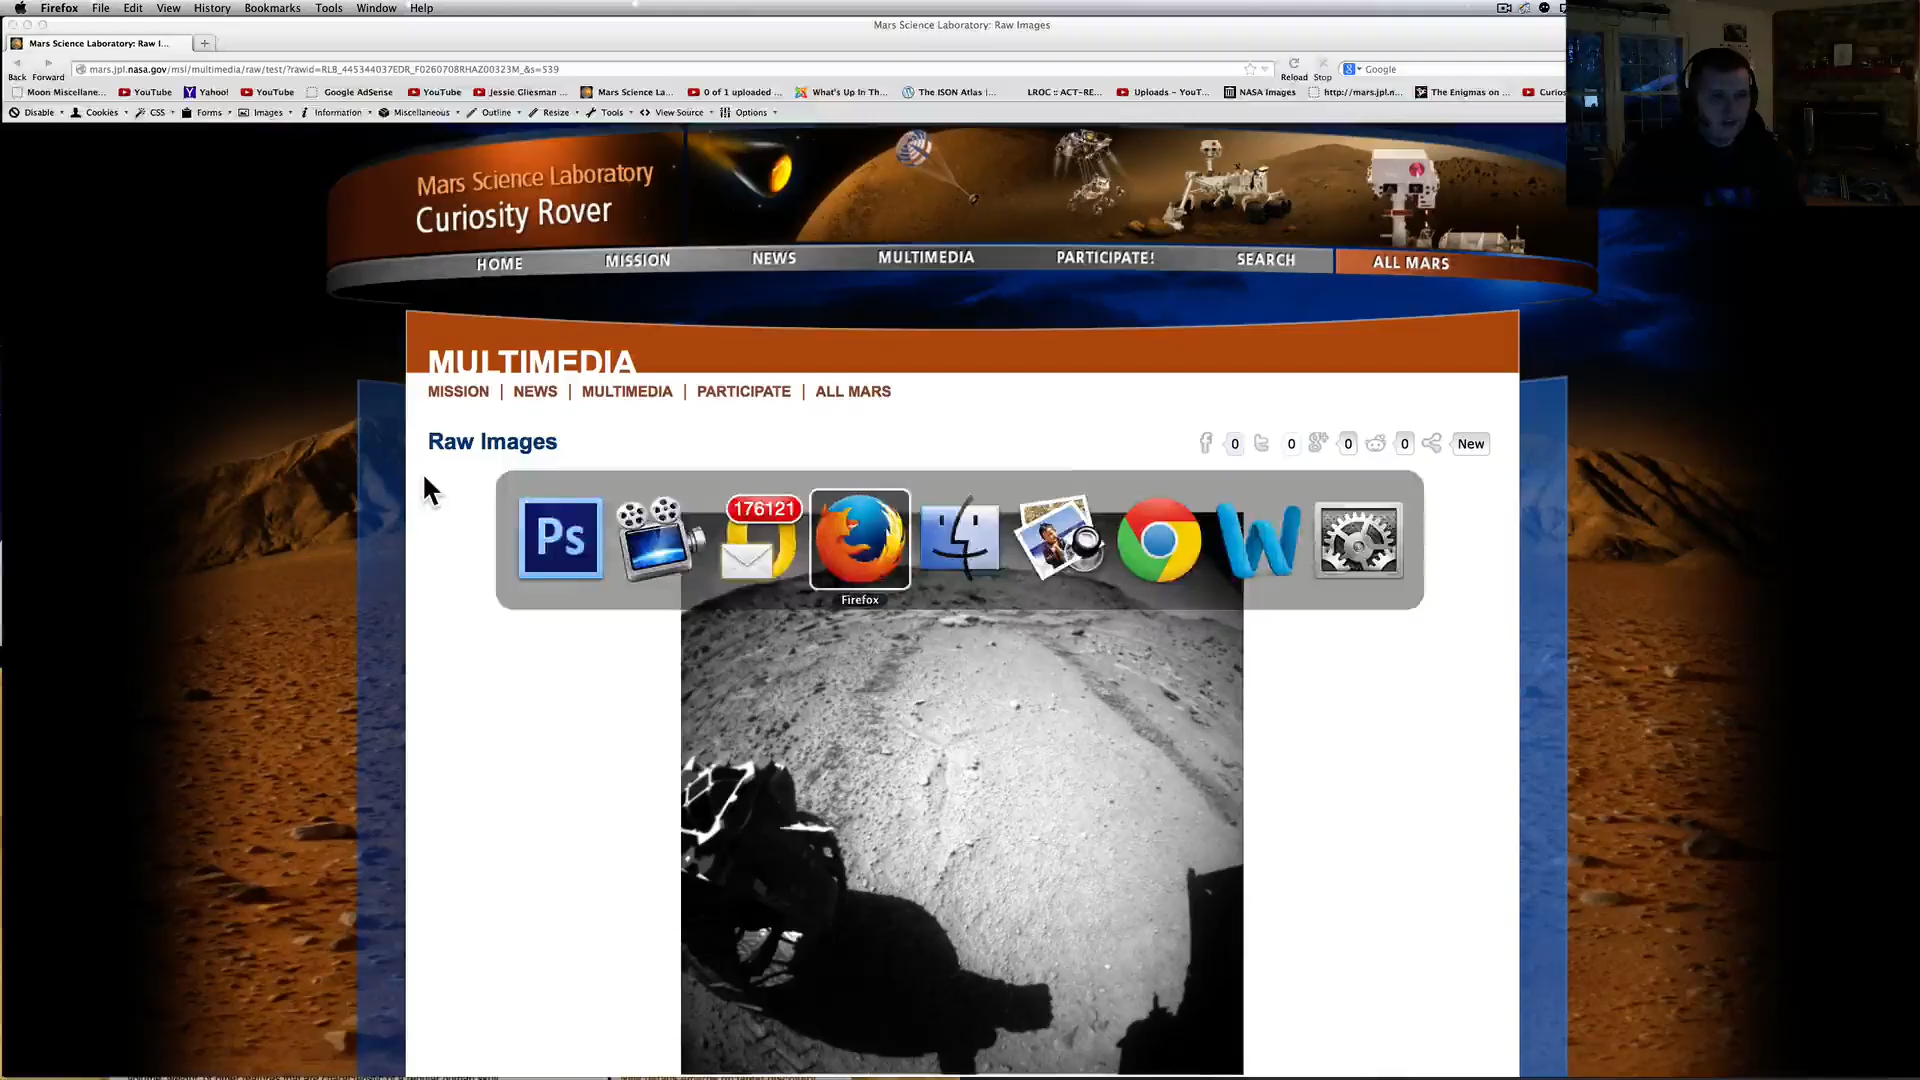 Firefox File Edit View History Bookmarks Tools Window Help
Mars Science Laboratory: Raw Images
Mars Science Laboratory: Raw I... +
mars.jpl.nasa.gov/msl/multimedia/raw/test/?rawid=RLB_445344037EDR_F0260708RHAZ00323M_&s=539
Google
Back Forward Reload Stop
Moon Miscellane... YouTube Yahoo! YouTube Google AdSense YouTube Jessie Gliesman ... Mars Science La... 0 of 1 uploaded ... What's Up In Th... The ISON Atlas |... LROC :: ACT-RE... Uploads - YouT... NASA Images http://mars.jpl.n... The Enigmas on ... Curios
Disable Cookies CSS Forms Images Information Miscellaneous Outline Resize Tools View Source Options
Mars Science Laboratory
Curiosity Rover
HOME MISSION NEWS MULTIMEDIA PARTICIPATE! SEARCH ALL MARS
MULTIMEDIA
MISSION | NEWS | MULTIMEDIA | PARTICIPATE | ALL MARS
Raw Images
0 0 0 0 New
176121
Ps
Firefox